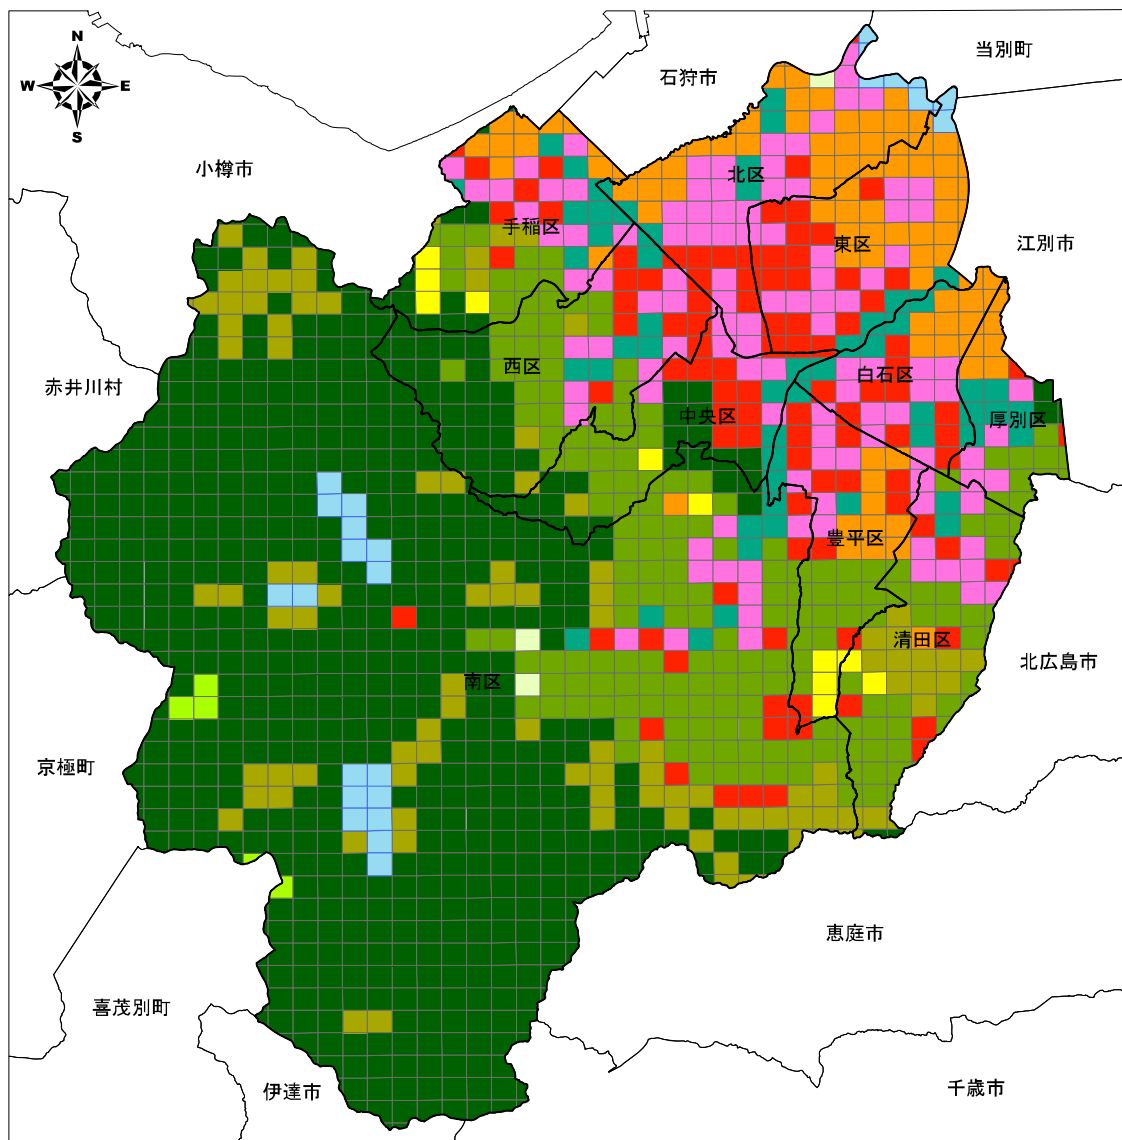 N
W E
S
当別町
石狩市
小樽市
北区
手稲区
東区
江別市
西区
白石区
赤井川村
中央区
厚別区
豊平区
清田区
北広島市
南区
京極町
恵庭市
喜茂別町
伊達市
千歳市